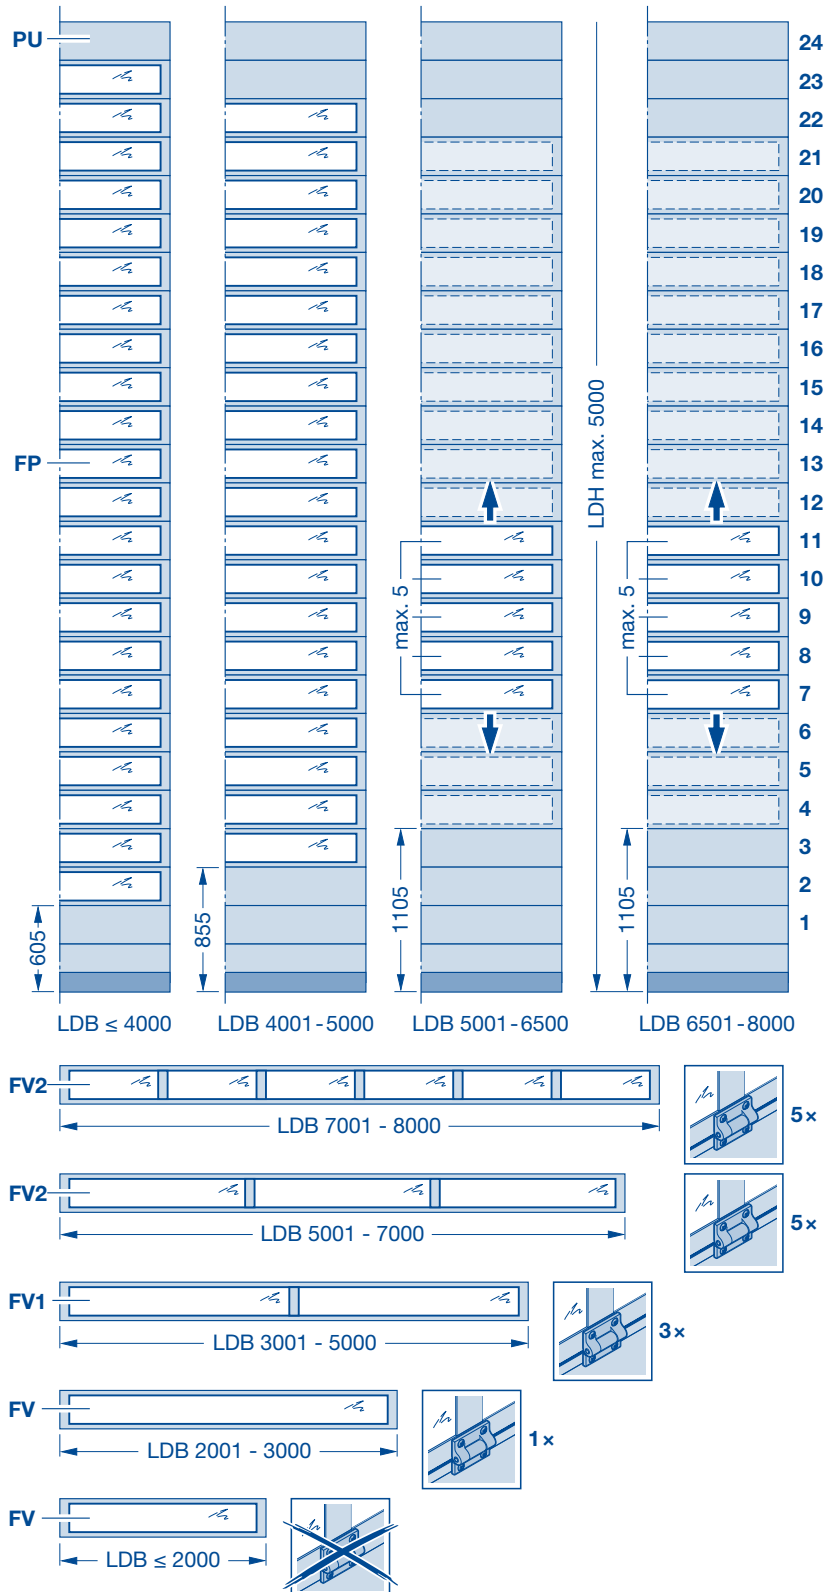 PU
24
23
22
21
20
19
18
17
16
15
14
FP
13
12
11
10
9
8
7
6
5
4
3
2
1
max. 5
max. 5
LDH max. 5000
605
855
1105
1105
LDB ≤ 4000
LDB 4001-5000
LDB 5001-6500
LDB 6501-8000
FV2
5×
LDB 7001 - 8000
FV2
5×
LDB 5001 - 7000
FV1
3×
LDB 3001 - 5000
FV
1×
LDB 2001 - 3000
FV
LDB ≤ 2000